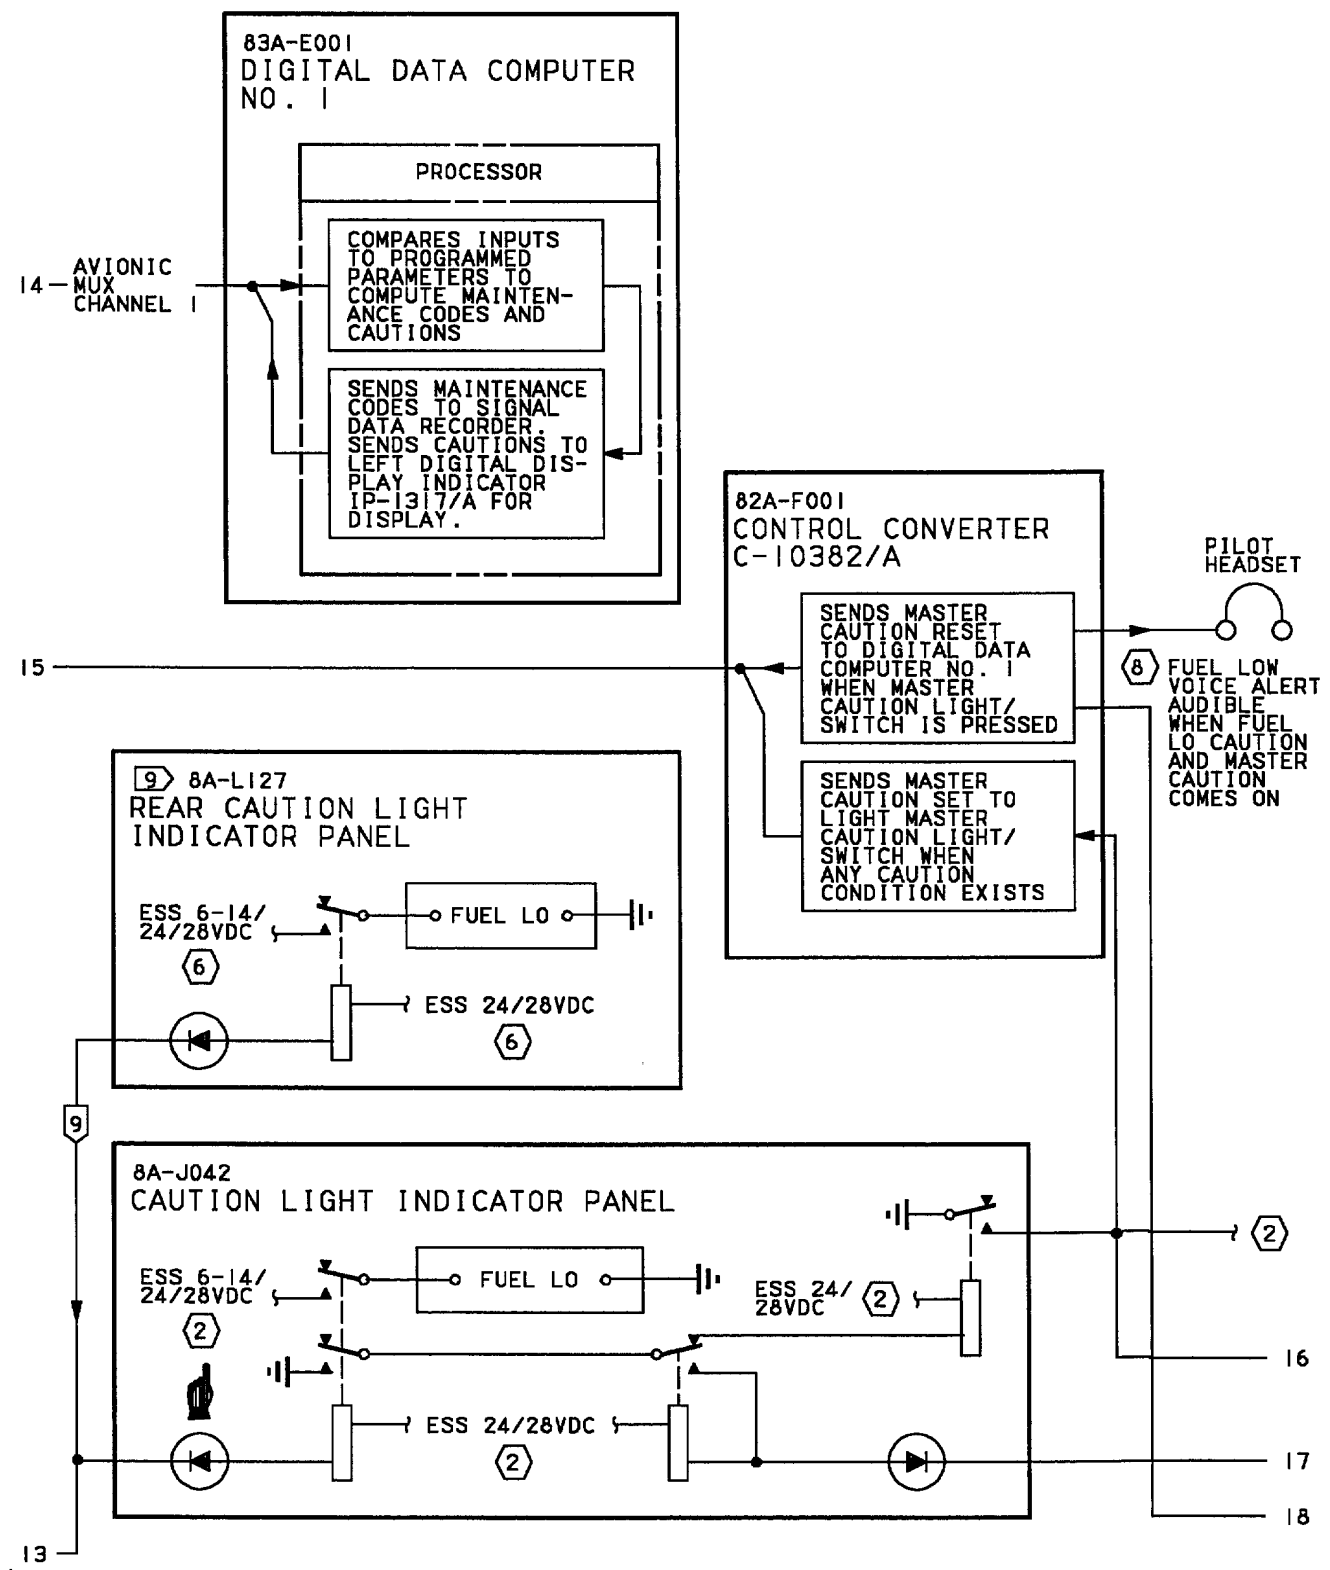 83A-E001
DIGITAL DATA COMPUTER
NO. 1
PROCESSOR
COMPARES INPUTS
TO PROGRAMMED
PARAMETERS TO
COMPUTE MAINTEN-
ANCE CODES AND
CAUTIONS
14
AVIONIC
MUX
CHANNEL 1
SENDS MAINTENANCE
CODES TO SIGNAL
DATA RECORDER.
SENDS CAUTIONS TO
LEFT DIGITAL DIS-
PLAY INDICATOR
IP-1317/A FOR
DISPLAY.
82A-F001
CONTROL CONVERTER
C-10382/A
PILOT
HEADSET
SENDS MASTER
CAUTION RESET
TO DIGITAL DATA
COMPUTER NO. 1
WHEN MASTER
CAUTION LIGHT/
SWITCH IS PRESSED
15
8
FUEL LOW
VOICE ALERT
AUDIBLE
WHEN FUEL
LO CAUTION
AND MASTER
CAUTION
COMES ON
SENDS MASTER
CAUTION SET TO
LIGHT MASTER
CAUTION LIGHT/
SWITCH WHEN
ANY CAUTION
CONDITION EXISTS
9 8A-L127
REAR CAUTION LIGHT
INDICATOR PANEL
ESS 6-14/
24/28VDC
6
FUEL LO
ESS 24/28VDC
6
9
8A-J042
CAUTION LIGHT INDICATOR PANEL
2
ESS 6-14/
24/28VDC
2
FUEL LO
ESS 24/
28VDC
2
16
ESS 24/28VDC
2
17
18
13